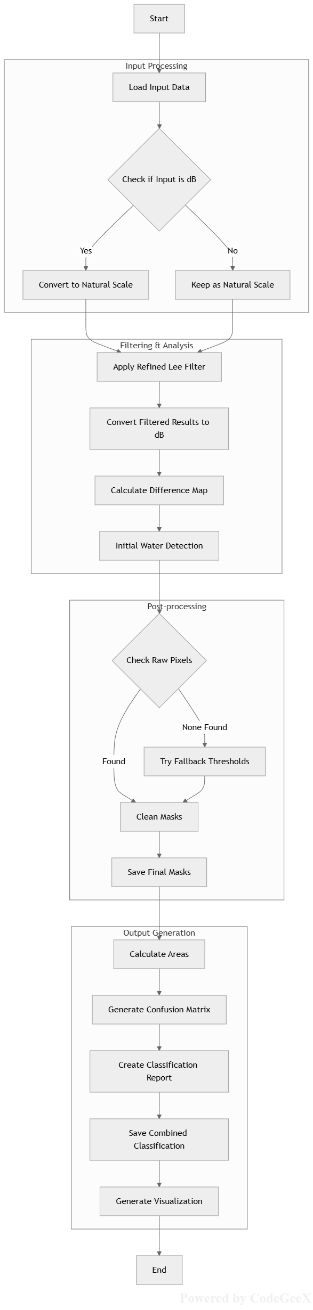 Start
Input Processing
Load Input Data
Check if Input is dB
Yes
No
Convert to Natural Scale
Keep as Natural Scale
Filtering & Analysis
Apply Refined Lee Filter
Convert Filtered Results to
dB
Calculate Difference Map
Initial Water Detection
Post-processing
Check Raw Pixels
None Found
Found
Try Fallback Thresholds
Clean Masks
Save Final Masks
Output Generation
Calculate Areas
Generate Confusion Matrix
Create Classification
Report
Save Combined
Classification
Generate Visualization
End
Powered by CodeGeeX